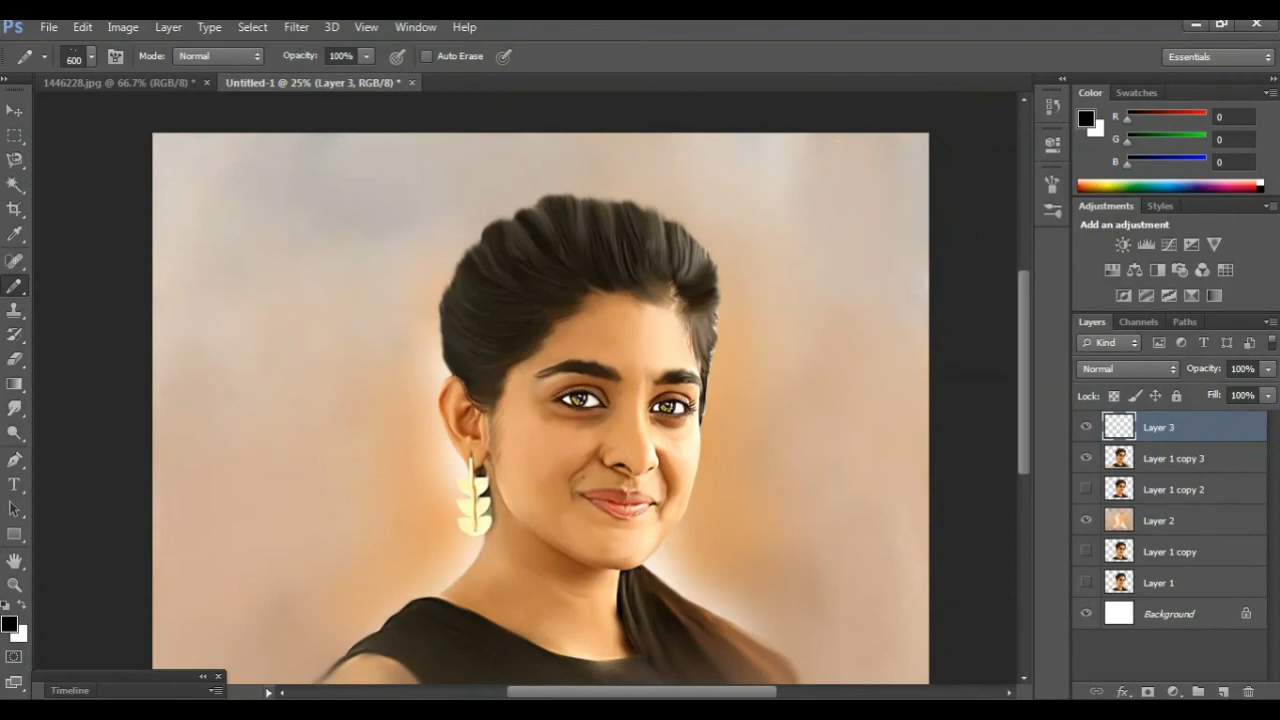 Ps File Edit Image Layer Type Select Filter 3D View Window Help
600 Mode: Normal Opacity: 100% Auto Erase Essentials
1446228.jpg @ 66.7% (RGB/8) * × Untitled-1 @ 25% (Layer 3, RGB/8) * ×
Color Swatches
R 0
G 0
B 0
Adjustments Styles
Add an adjustment
Layers Channels Paths
Kind
Normal Opacity: 100%
Lock: Fill: 100%
Layer 3
Layer 1 copy 3
Layer 1 copy 2
Layer 2
Layer 1 copy
Layer 1
Background
Timeline